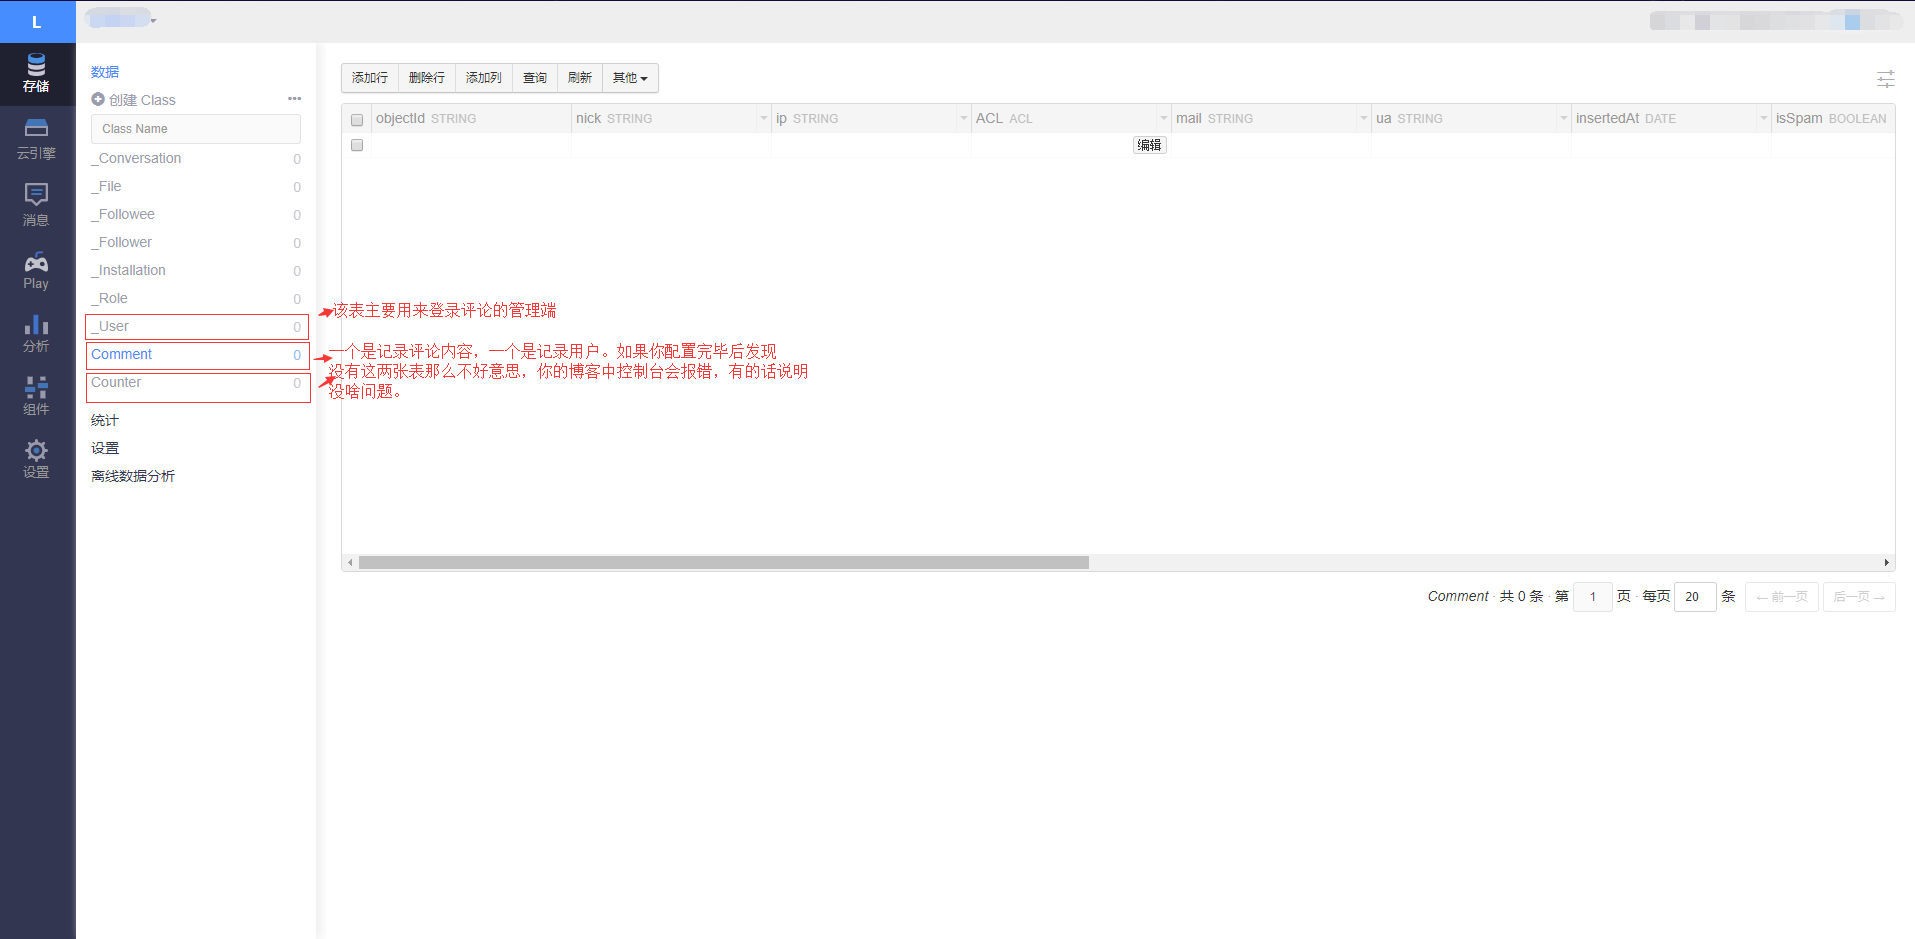 L
存储
云引擎
消息
Play
分析
组件
设置
数据
创建 Class
Class Name
_Conversation 0
_File 0
_Followee 0
_Follower 0
_Installation 0
_Role 0
_User 0
Comment 0
Counter 0
统计
设置
离线数据分析
添加行 删除行 添加列 查询 刷新 其他
objectId STRING nick STRING ip STRING ACL ACL mail STRING ua STRING insertedAt DATE isSpam BOOLEAN
编辑
该表主要用来登录评论的管理端
一个是记录评论内容，一个是记录用户。如果你配置完毕后发现
没有这两张表那么不好意思，你的博客中控制台会报错，有的话说明
没啥问题。
Comment · 共 0 条 · 第 1 页 · 每页 20 条 ←前一页 后一页→